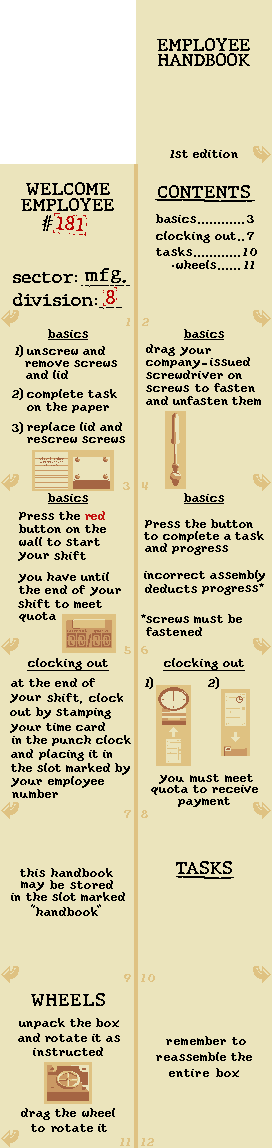 EMPLOYEE
HANDBOOK
1st edition
WELCOME
EMPLOYEE
#181
sector: mfg.
division: 8
1
CONTENTS
basics............3
clocking out..7
tasks............10
·wheels......11
2
basics
1) unscrew and
remove screws
and lid
2) complete task
on the paper
3) replace lid and
rescrew screws
3
basics
drag your
company-issued
screwdriver on
screws to fasten
and unfasten them
4
basics
Press the red
button on the
wall to start
your shift
you have until
the end of your
shift to meet
quota
5
basics
Press the button
to complete a task
and progress
incorrect assembly
deducts progress*
*screws must be
fastened
6
clocking out
at the end of
your shift, clock
out by stamping
your time card
in the punch clock
and placing it in
the slot marked by
your employee
number
7
clocking out
1) 2)
you must meet
quota to receive
payment
8
this handbook
may be stored
in the slot marked
"handbook"
9
TASKS
10
WHEELS
unpack the box
and rotate it as
instructed
drag the wheel
to rotate it
11
remember to
reassemble the
entire box
12